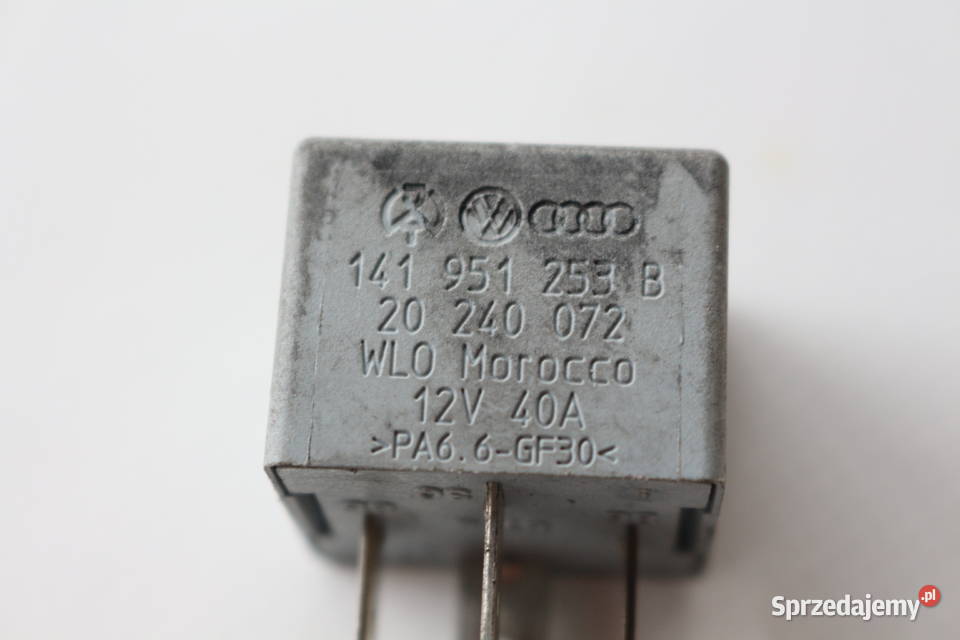 141 951 253 B
20 240 072
WLO Morocco
12V 40A
>PA6.6-GF30<
Sprzedajemy.pl